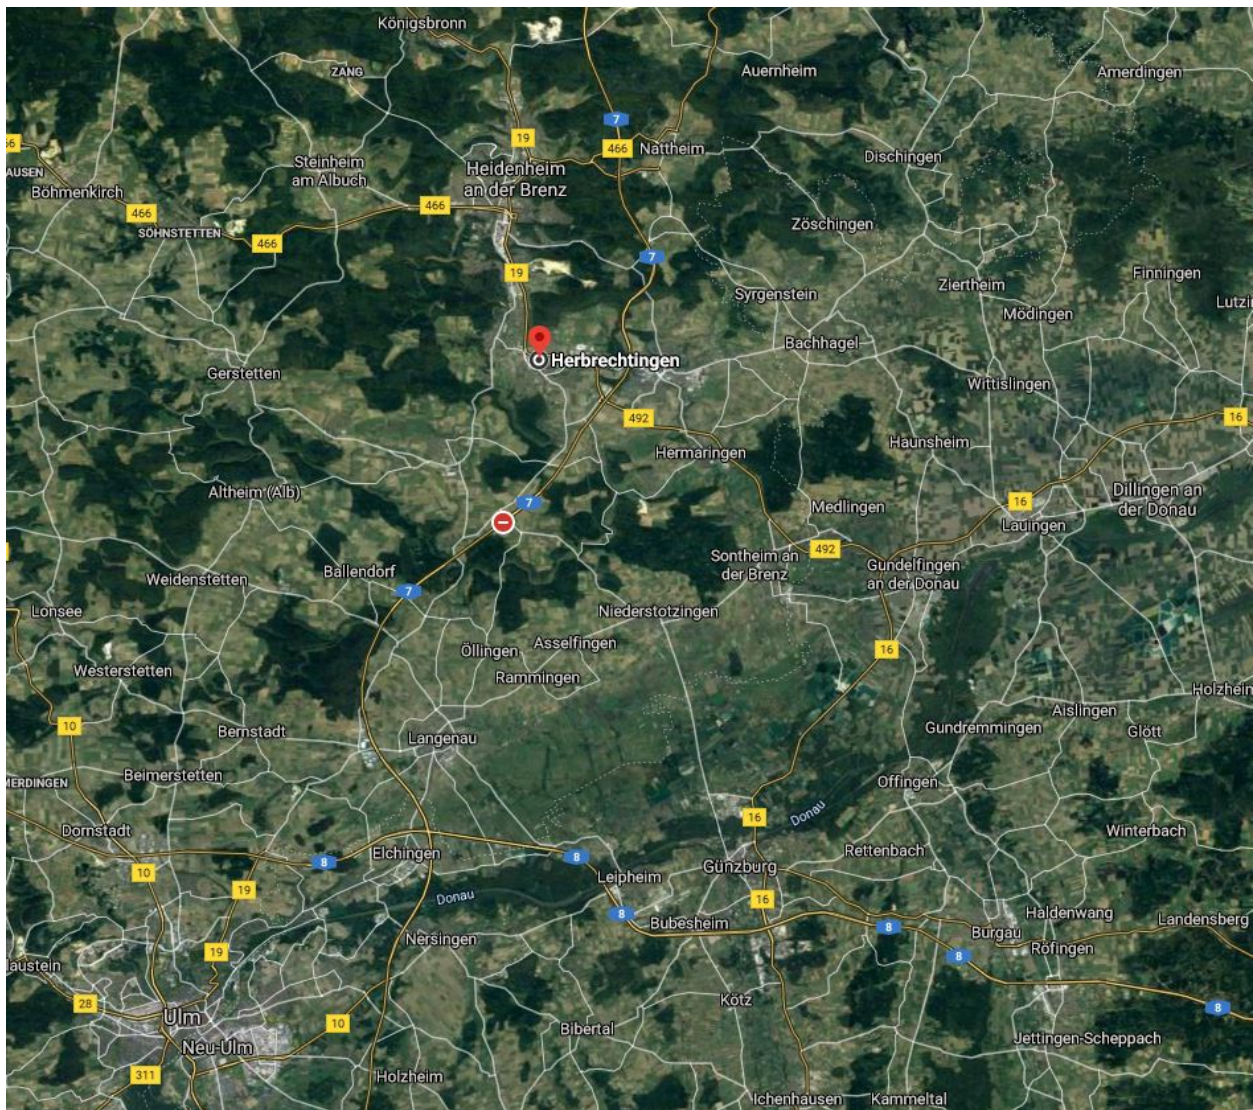 Königsbronn
ZANG
Auernheim
Amerdingen
7
19
466
Nattheim
Dischingen
66
AUSEN
Steinheim
am Albuch
Heidenheim
an der Brenz
Böhmenkirch
466
466
SÖHNSTETTEN
466
Zöschingen
7
19
Finningen
Ziertheim
Syrgenstein
Mödingen
Lutzin
Bachhagel
Herbrechtingen
Gerstetten
Wittislingen
492
16
Haunsheim
Hermaringen
Altheim (Alb)
7
Medlingen
16
Dillingen an
der Donau
Lauingen
492
Sontheim an
der Brenz
Gundelfingen
an der Donau
Weidenstetten
Ballendorf
7
Lonsee
Niederstotzingen
Asselfingen
Öllingen
16
Westerstetten
Rammingen
Holzheim
10
Aislingen
Bernstadt
Langenau
Gundremmingen
Glött
MERDINGEN
Beimerstetten
Offingen
Donau
16
Dornstadt
Winterbach
Elchingen
8
8
Rettenbach
10
Günzburg
Leipheim
19
Donau
16
8
Bubesheim
Haldenwang
Landensberg
8
Burgau
Nersingen
19
Röfingen
8
laustein
28
Kötz
8
Ulm
10
Bibertal
Neu-Ulm
Jettingen-Scheppach
311
Holzheim
Ichenhausen
Kammeltal